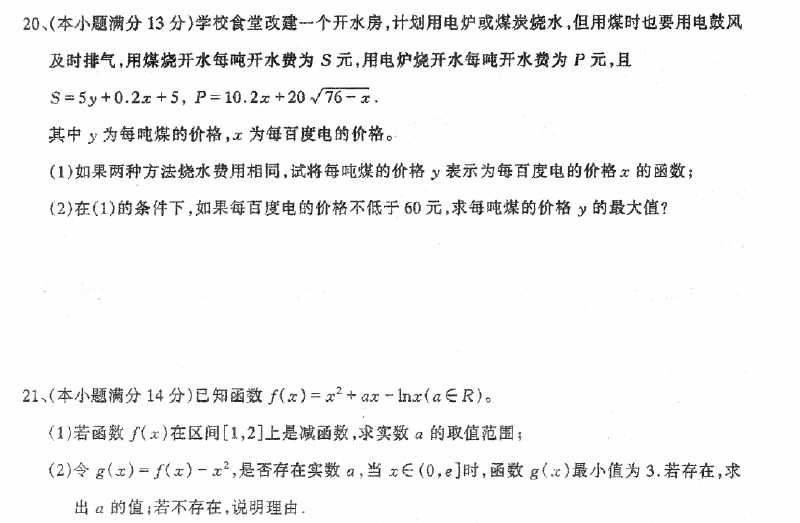 20、(本小题满分 13 分)学校食堂改建一个开水房,计划用电炉或煤炭烧水,但用煤时也要用电鼓风
及时排气,用煤烧开水每吨开水费为 S 元,用电炉烧开水每吨开水费为 P 元,且
S=5y+0.2x+5, P=10.2x+20√76-x.
其中 y 为每吨煤的价格,x 为每百度电的价格。
(1)如果两种方法烧水费用相同,试将每吨煤的价格 y 表示为每百度电的价格 x 的函数;
(2)在(1)的条件下,如果每百度电的价格不低于 60 元,求每吨煤的价格 y 的最大值?
21、(本小题满分 14 分)已知函数 f(x)=x²+ax-lnx(a∈R)。
(1)若函数 f(x)在区间[1,2]上是减函数,求实数 a 的取值范围;
(2)令 g(x)=f(x)-x²,是否存在实数 a,当 x∈(0,e]时,函数 g(x)最小值为 3.若存在,求
出 a 的值;若不存在,说明理由.